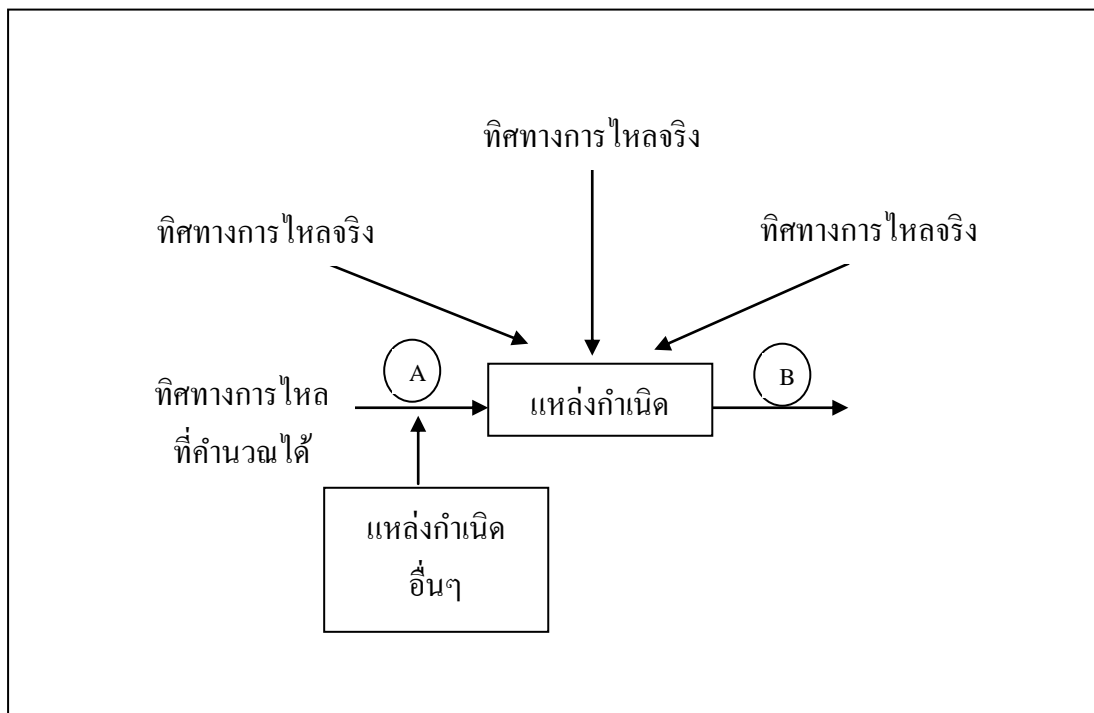 ทิศทางการไหลจริง
ทิศทางการไหลจริง
ทิศทางการไหลจริง
A
B
ทิศทางการไหล
ที่คำนวณได้
แหล่งกำเนิด
แหล่งกำเนิด
อื่นๆ